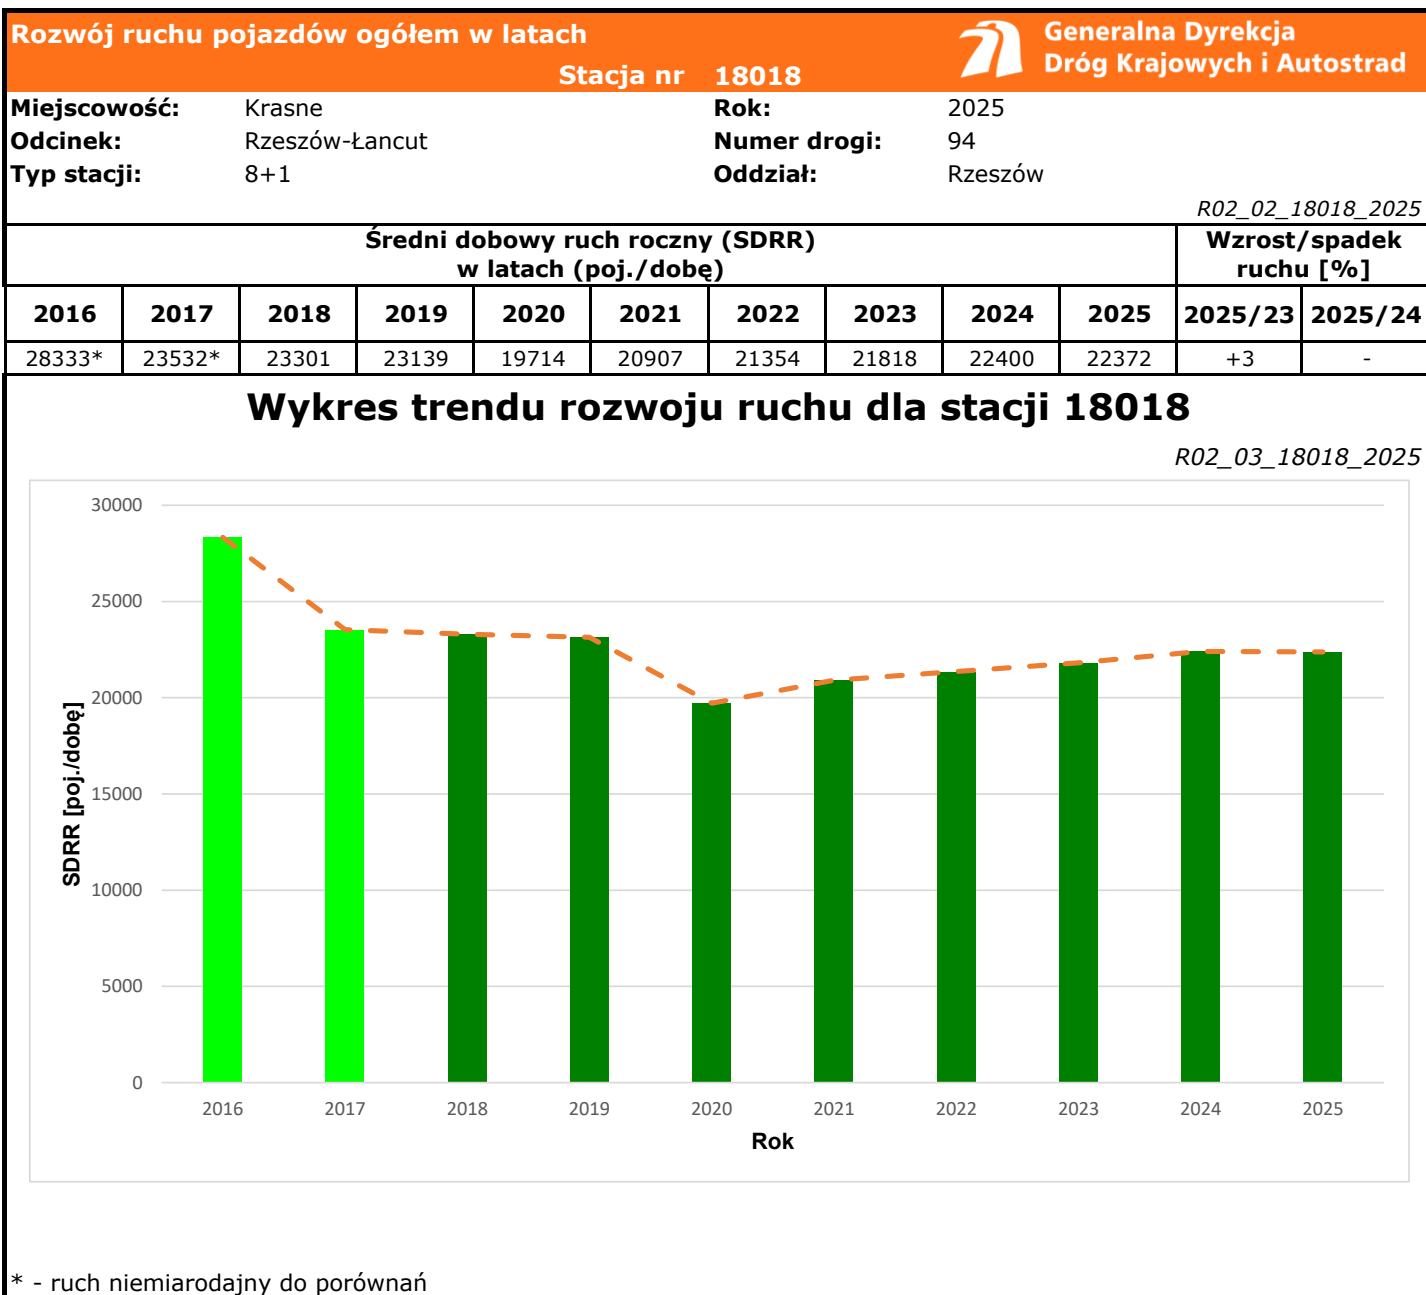 Rozwój ruchu pojazdów ogółem w latach
Generalna Dyrekcja
Dróg Krajowych i Autostrad
Stacja nr 18018
Miejscowość: Krasne Rok: 2025
Odcinek: Rzeszów-Łancut Numer drogi: 94
Typ stacji: 8+1 Oddział: Rzeszów
R02_02_18018_2025
Średni dobowy ruch roczny (SDRR)
w latach (poj./dobę)
Wzrost/spadek
ruchu [%]
2016 2017 2018 2019 2020 2021 2022 2023 2024 2025 2025/23 2025/24
28333* 23532* 23301 23139 19714 20907 21354 21818 22400 22372 +3 -
Wykres trendu rozwoju ruchu dla stacji 18018
R02_03_18018_2025
30000
25000
20000
15000
10000
5000
0
SDRR [poj./dobę]
2016 2017 2018 2019 2020 2021 2022 2023 2024 2025
Rok
* - ruch niemiarodajny do porównań